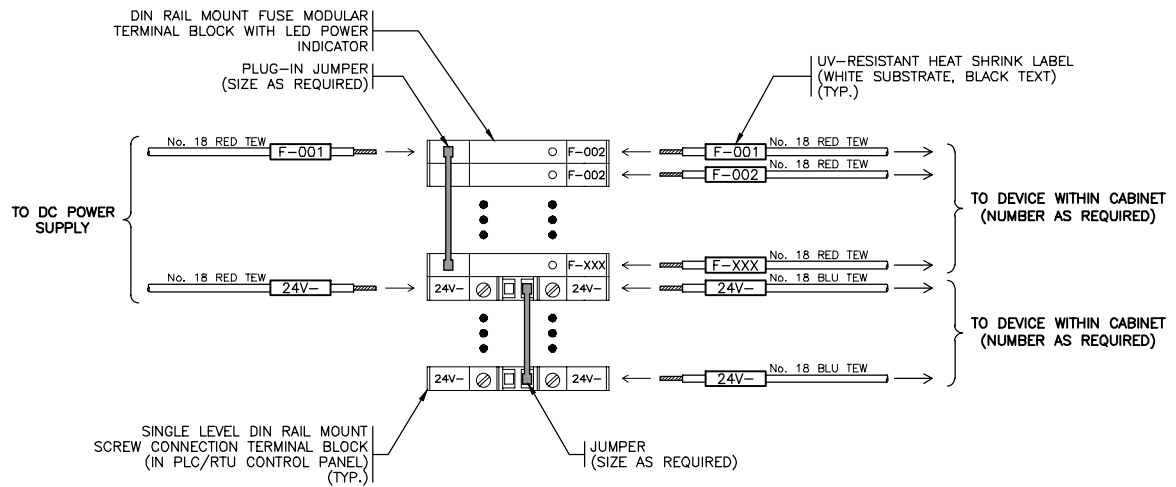 DIN RAIL MOUNT FUSE MODULAR
TERMINAL BLOCK WITH LED POWER
INDICATOR
PLUG-IN JUMPER
(SIZE AS REQUIRED)
UV-RESISTANT HEAT SHRINK LABEL
(WHITE SUBSTRATE, BLACK TEXT)
(TYP.)
No. 18 RED TEW
F-001
F-002
F-001
No. 18 RED TEW
F-002
F-002
No. 18 RED TEW
TO DC POWER
SUPPLY
TO DEVICE WITHIN CABINET
(NUMBER AS REQUIRED)
F-XXX
F-XXX
No. 18 RED TEW
No. 18 RED TEW
24V-
24V-
24V-
24V-
No. 18 BLU TEW
TO DEVICE WITHIN CABINET
(NUMBER AS REQUIRED)
24V-
24V-
24V-
No. 18 BLU TEW
SINGLE LEVEL DIN RAIL MOUNT
SCREW CONNECTION TERMINAL BLOCK
(IN PLC/RTU CONTROL PANEL)
(TYP.)
JUMPER
(SIZE AS REQUIRED)